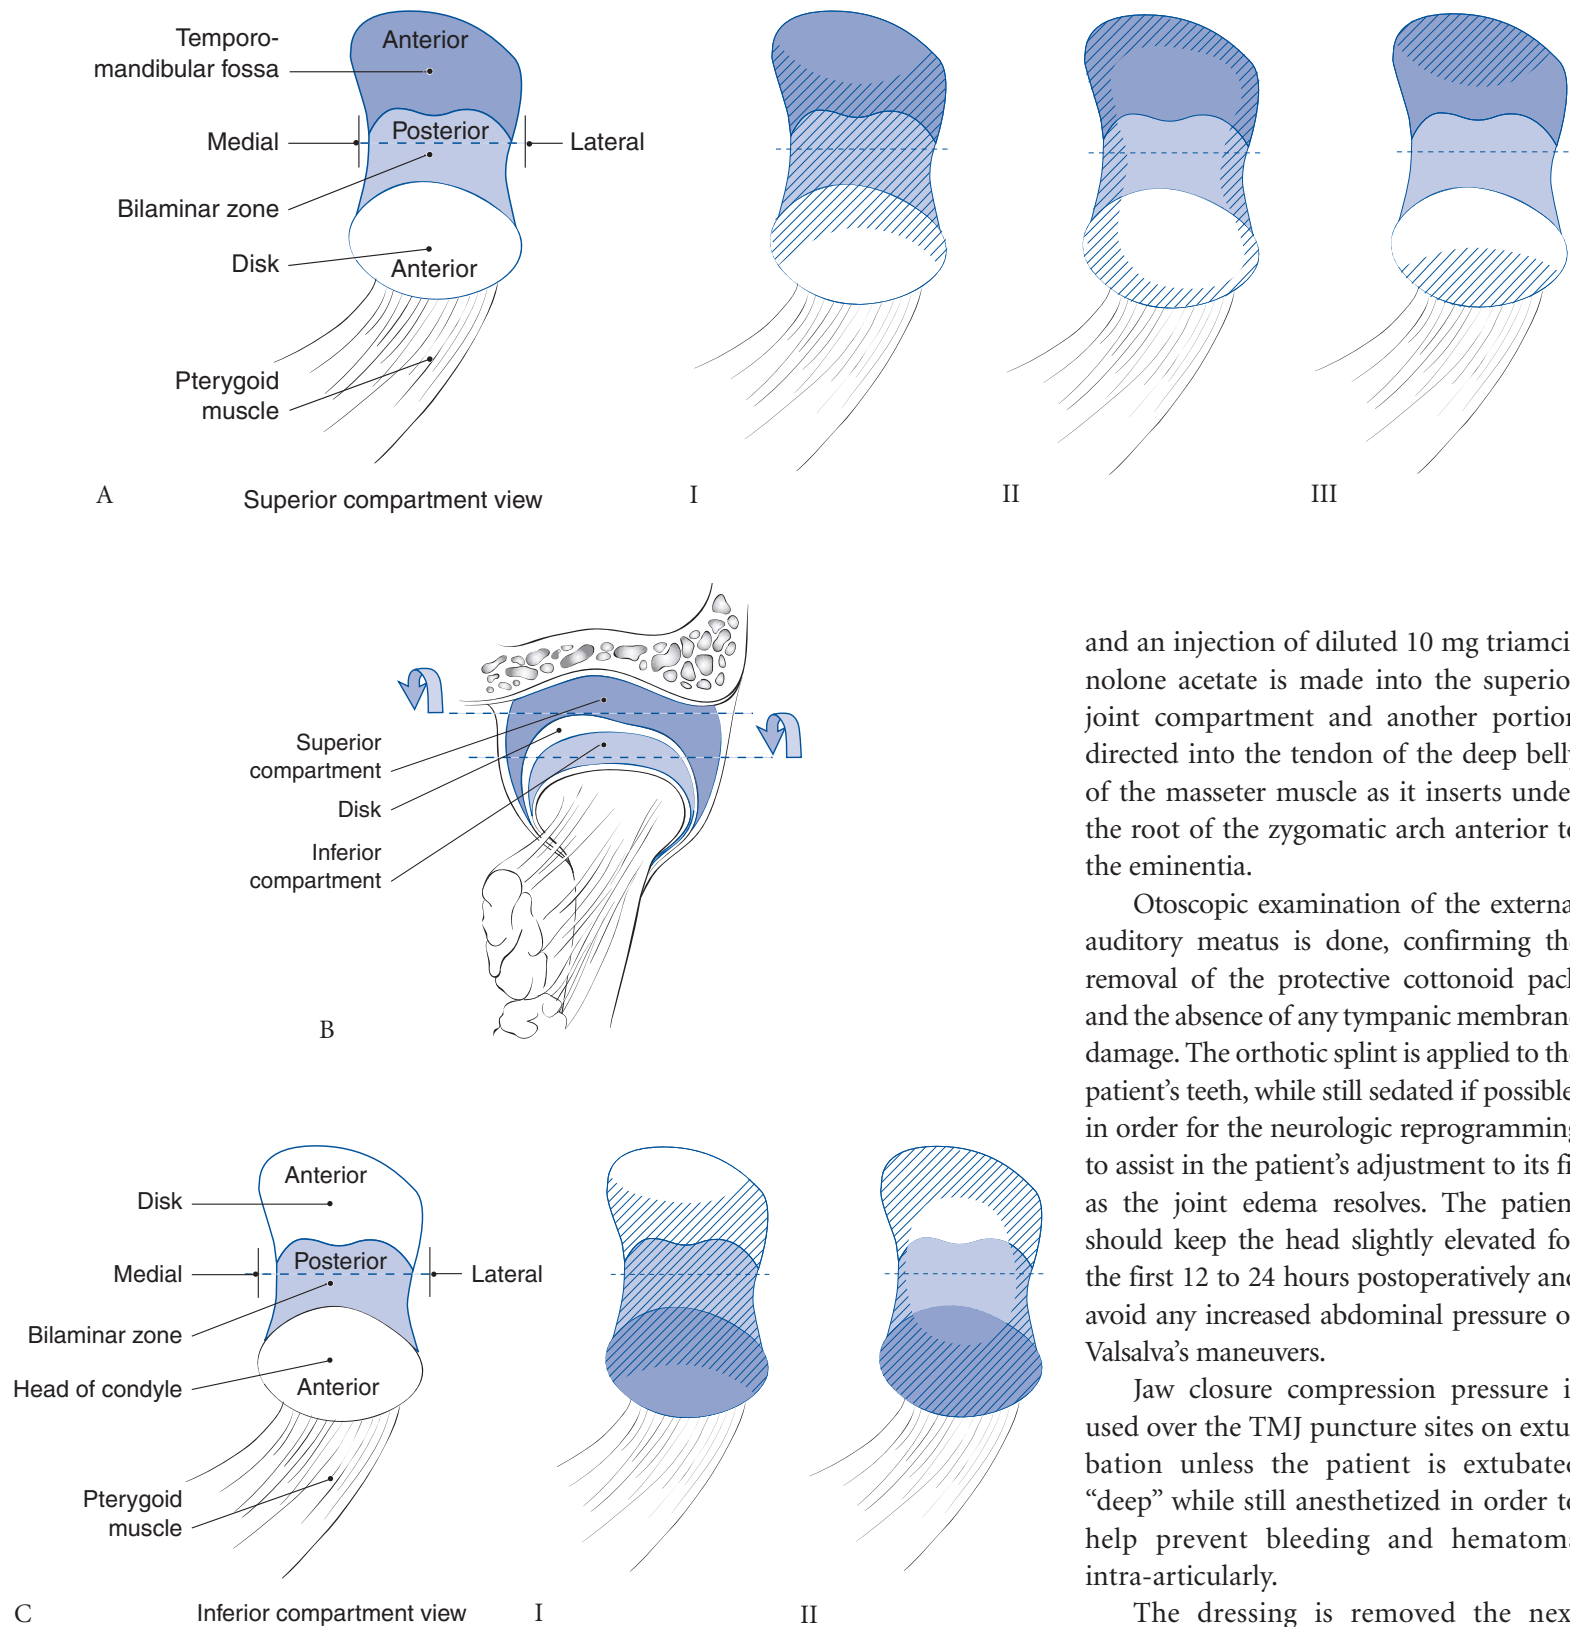 Temporo-
mandibular fossa
Anterior
Medial
Posterior
Lateral
Bilaminar zone
Disk
Anterior
Pterygoid
muscle
A
Superior compartment view
I
II
III
Superior
compartment
Disk
Inferior
compartment
B
Disk
Anterior
Medial
Posterior
Lateral
Bilaminar zone
Head of condyle
Anterior
Pterygoid
muscle
C
Inferior compartment view
I
II
and an injection of diluted 10 mg triamci
nolone acetate is made into the superio
joint compartment and another portion
directed into the tendon of the deep belly
of the masseter muscle as it inserts unde
the root of the zygomatic arch anterior to
the eminentia.
Otoscopic examination of the externa
auditory meatus is done, confirming the
removal of the protective cottonoid pack
and the absence of any tympanic membrane
damage. The orthotic splint is applied to the
patient’s teeth, while still sedated if possible
in order for the neurologic reprogramming
to assist in the patient’s adjustment to its fi
as the joint edema resolves. The patien
should keep the head slightly elevated fo
the first 12 to 24 hours postoperatively and
avoid any increased abdominal pressure o
Valsalva’s maneuvers.
Jaw closure compression pressure i
used over the TMJ puncture sites on extu
bation unless the patient is extubated
“deep” while still anesthetized in order to
help prevent bleeding and hematoma
intra-articularly.
The dressing is removed the nex